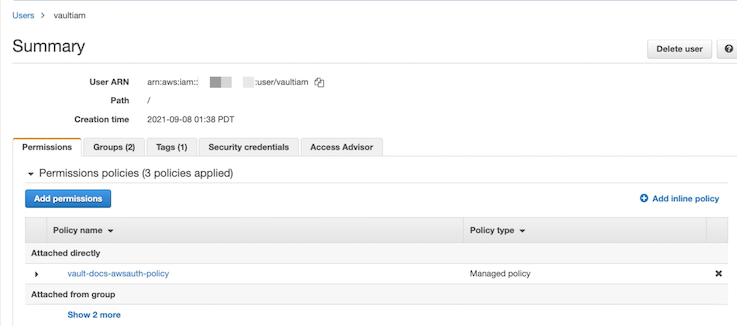 Users > vaultiam
Summary
Delete user
User ARN arn:aws:iam:: :user/vaultiam
Path /
Creation time 2021-09-08 01:38 PDT
Permissions Groups (2) Tags (1) Security credentials Access Advisor
Permissions policies (3 policies applied)
Add permissions Add inline policy
Policy name Policy type
Attached directly
vault-docs-awsauth-policy Managed policy
Attached from group
Show 2 more